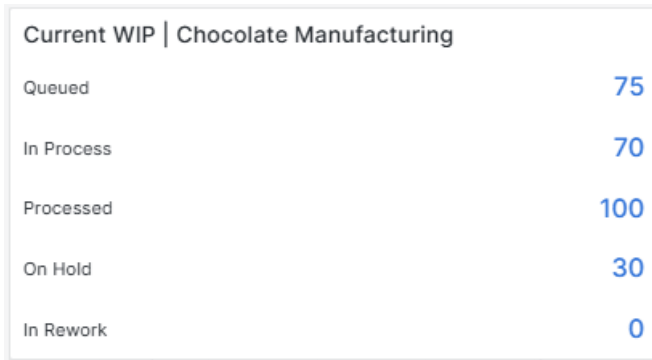 Current WIP | Chocolate Manufacturing
Queued 75
In Process 70
Processed 100
On Hold 30
In Rework 0